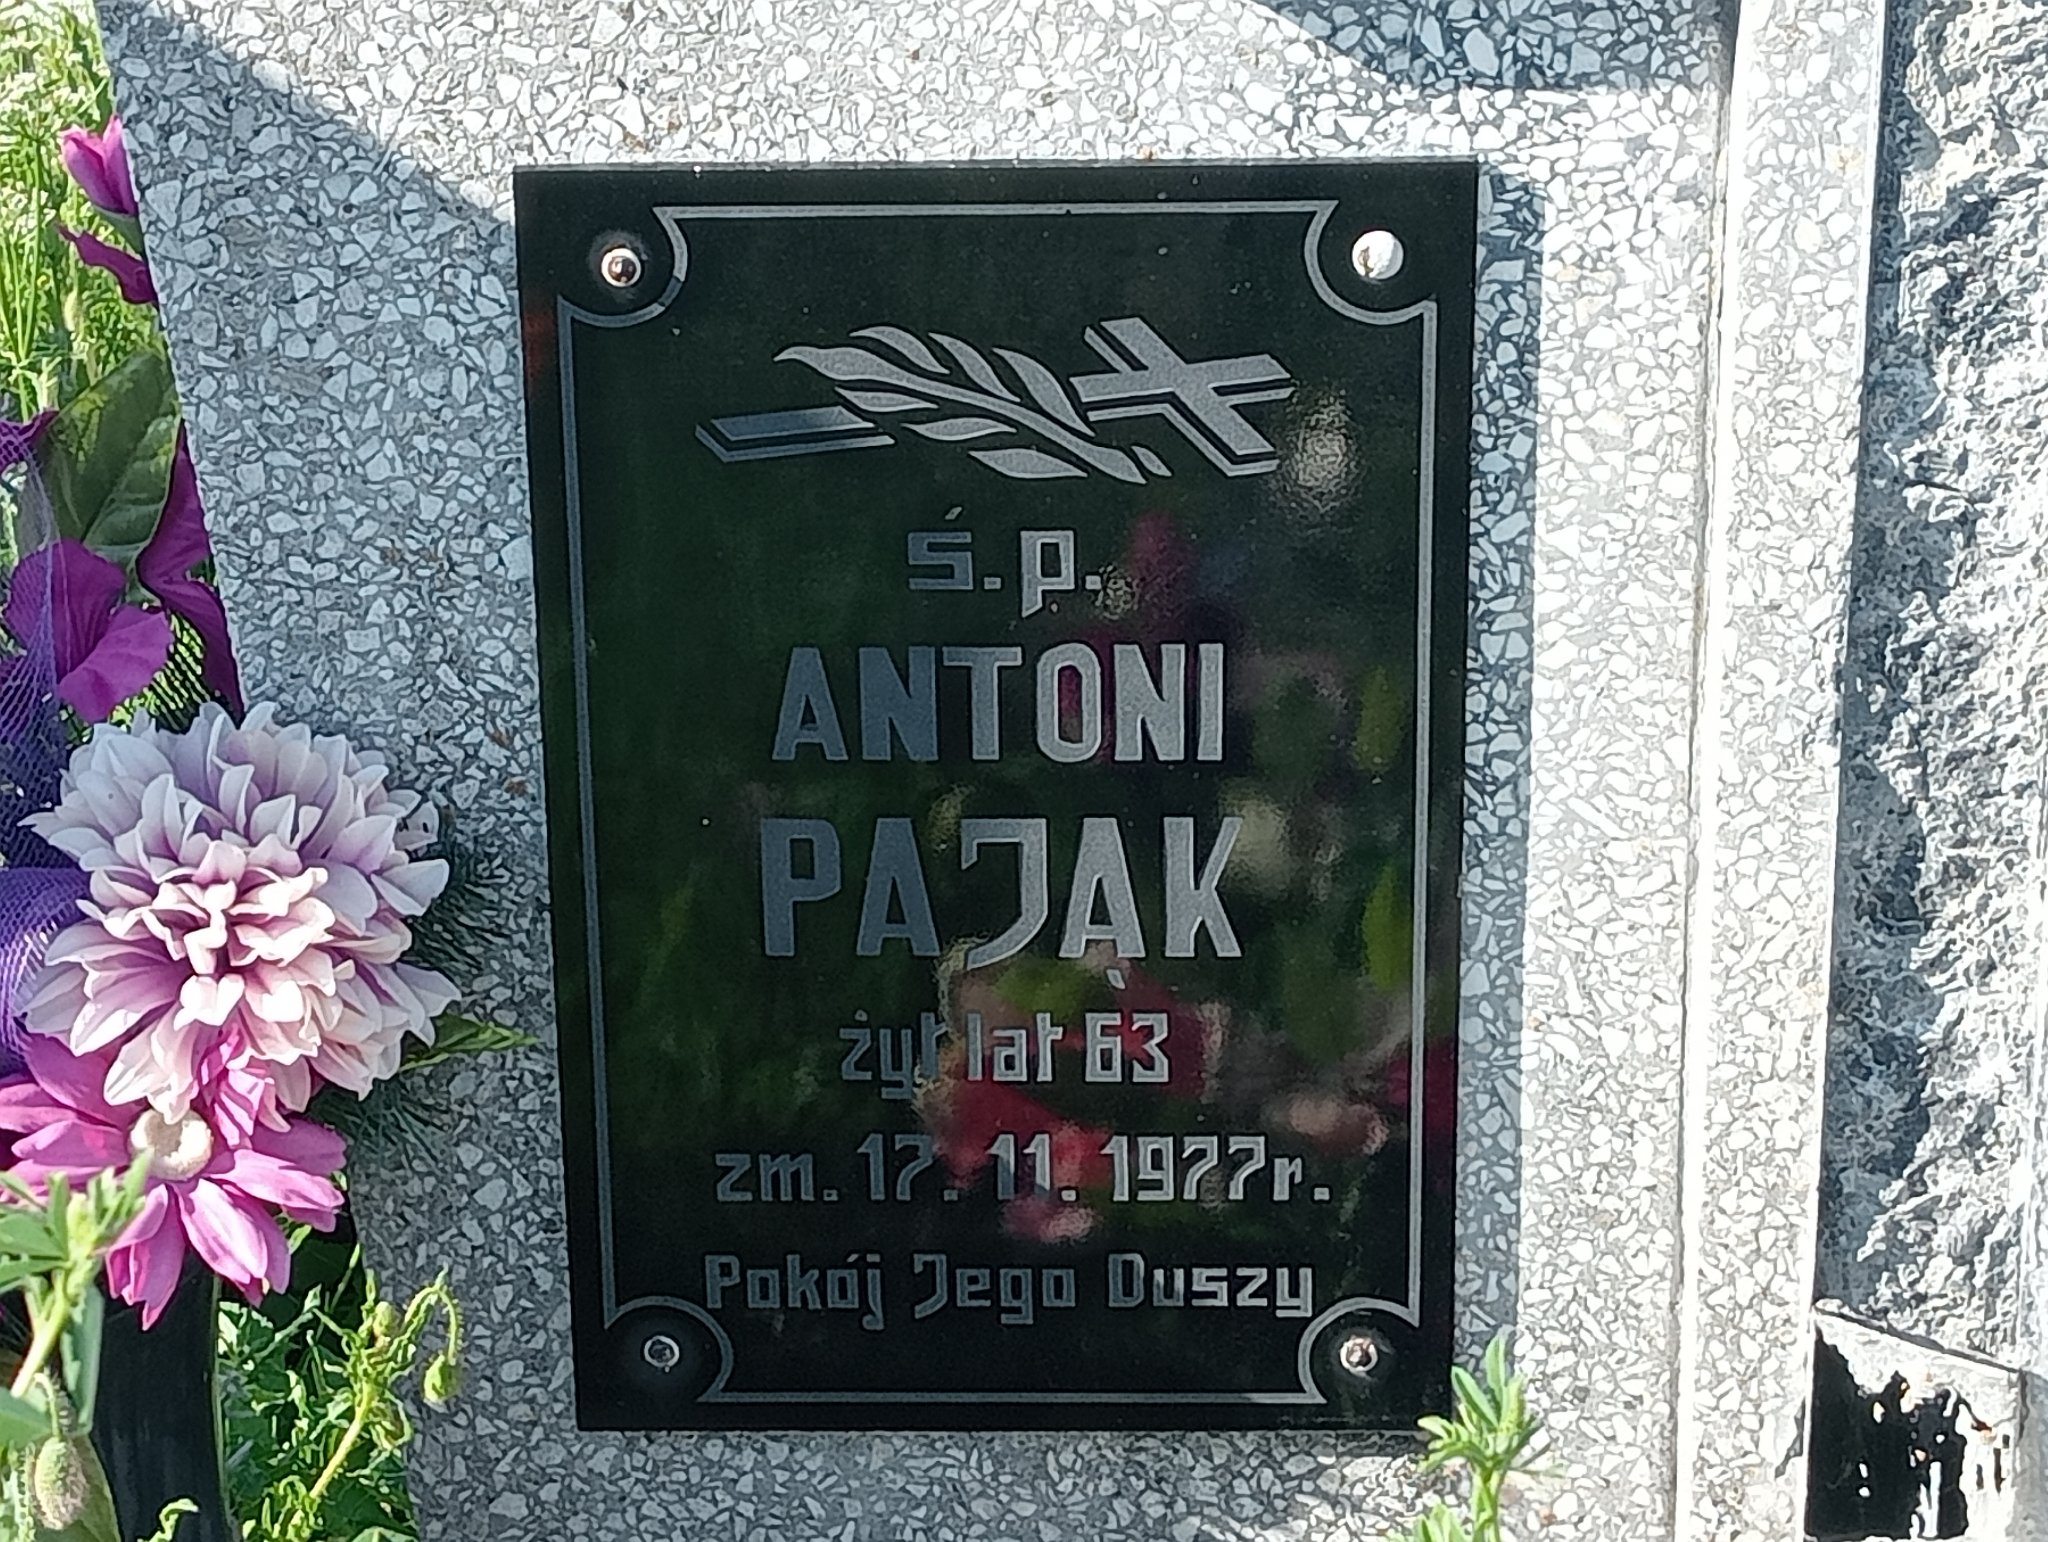 ś.p.
ANTONI
PAJĄK
żył lat 63
zm. 17. 11. 1977r.
Pokój Jego Duszy